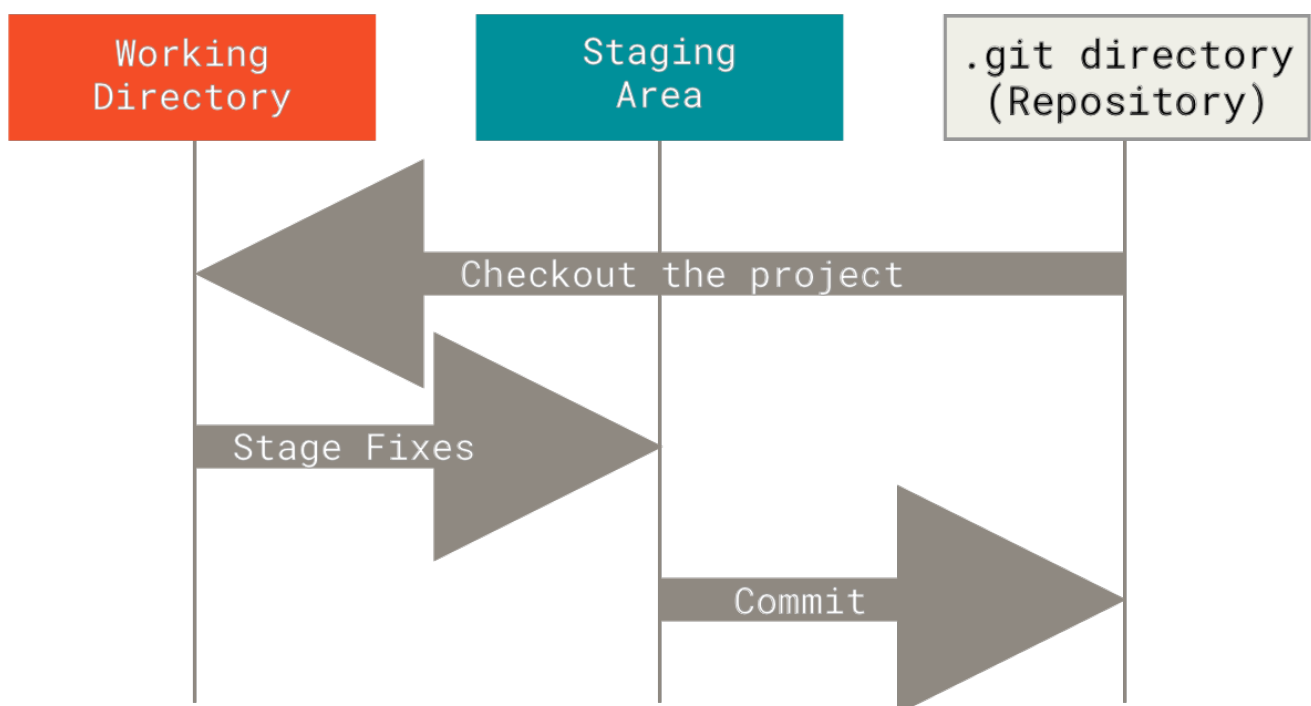 Working
Directory
Staging
Area
.git directory
(Repository)
Checkout the project
Stage Fixes
Commit